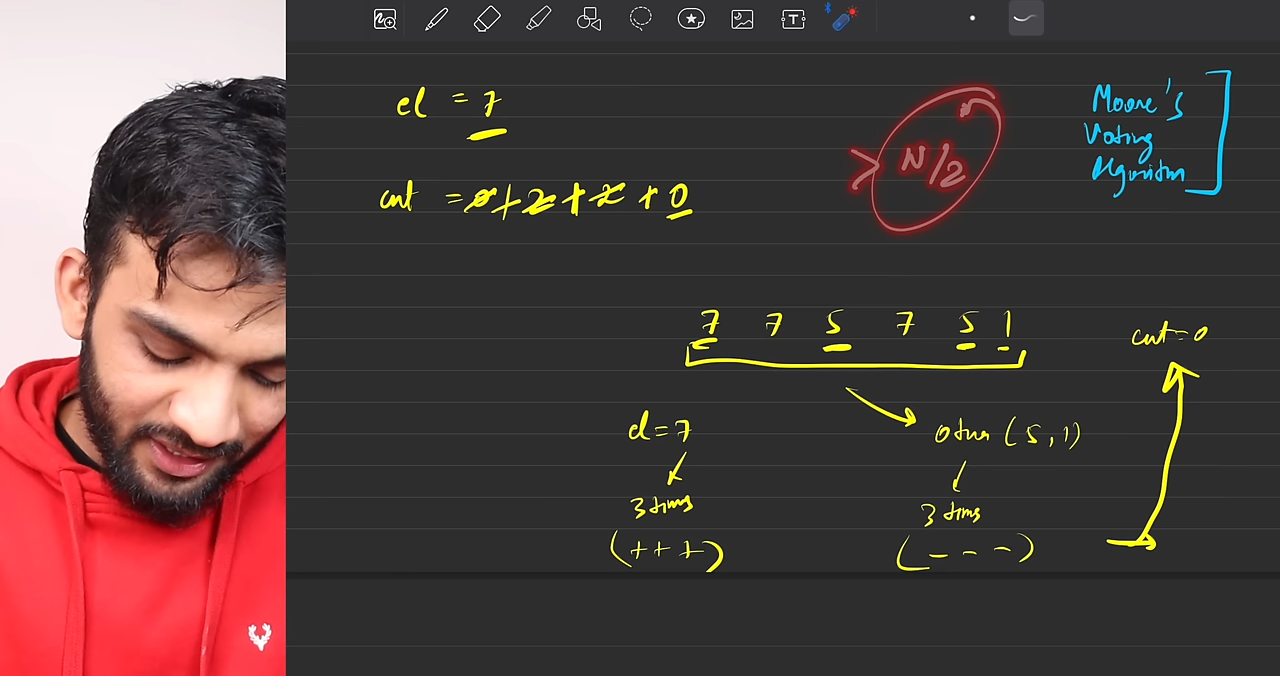 el = 7
> N/2
Moore's
Voting
Algorithm
cnt = 0 + 2 + 2 + 0
7 7 5 7 5 1
cnt = 0
el = 7
other (5, 1)
3 times
3 times
(+ + +)
(- - -)
T